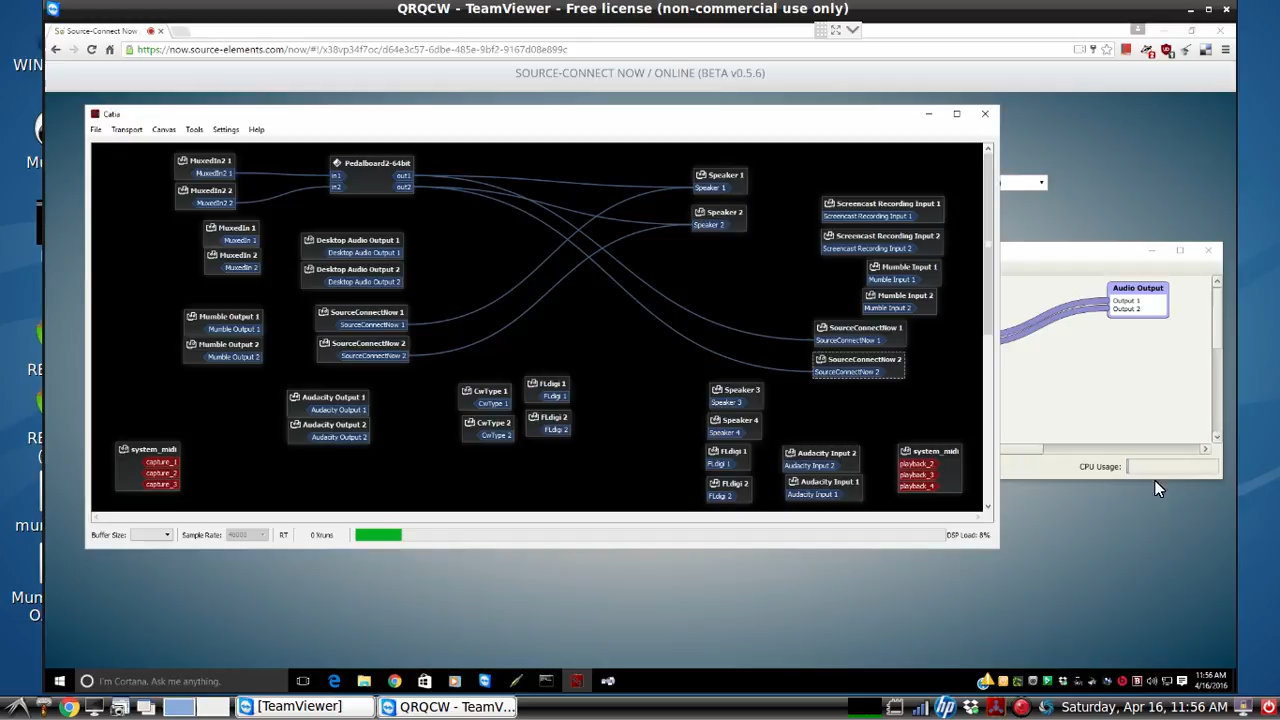 QRQCW - TeamViewer - Free license (non-commercial use only)
Source-Connect Now
https://now.source-elements.com/now/#!/x38vp34f7oc/d64e3c57-6dbe-485e-9bf2-9167d08e899c
SOURCE-CONNECT NOW / ONLINE (BETA v0.5.6)
WIN
Mu
RE
RE
mu
Mum
O.
Catia
File Transport Canvas Tools Settings Help
MuxedIn2 1
MuxedIn2 1
MuxedIn2 2
MuxedIn2 2
Pedalboard2-64bit
in1 out1
in2 out2
Speaker 1
Speaker 1
Speaker 2
Speaker 2
Screencast Recording Input 1
Screencast Recording Input 1
Screencast Recording Input 2
Screencast Recording Input 2
MuxedIn 1
MuxedIn 1
MuxedIn 2
MuxedIn 2
Desktop Audio Output 1
Desktop Audio Output 1
Desktop Audio Output 2
Desktop Audio Output 2
Mumble Input 1
Mumble Input 1
Mumble Input 2
Mumble Input 2
Mumble Output 1
Mumble Output 1
Mumble Output 2
Mumble Output 2
SourceConnectNow 1
SourceConnectNow 1
SourceConnectNow 2
SourceConnectNow 2
SourceConnectNow 1
SourceConnectNow 1
SourceConnectNow 2
SourceConnectNow 2
Audacity Output 1
Audacity Output 1
Audacity Output 2
Audacity Output 2
CwType 1
CwType 1
CwType 2
CwType 2
FLdigi 1
FLdigi 1
FLdigi 2
FLdigi 2
Speaker 3
Speaker 3
Speaker 4
Speaker 4
FLdigi 1
FLdigi 1
FLdigi 2
FLdigi 2
Audacity Input 2
Audacity Input 2
Audacity Input 1
Audacity Input 1
system_midi
capture_1
capture_2
capture_3
system_midi
playback_2
playback_3
playback_4
Buffer Size: Sample Rate: 48000 RT 0 Xruns DSP Load: 8%
Audio Output
Output 1
Output 2
CPU Usage:
I'm Cortana. Ask me anything.
11:56 AM
4/16/2016
[TeamViewer] QRQCW - TeamV... Saturday, Apr 16, 11:56 AM